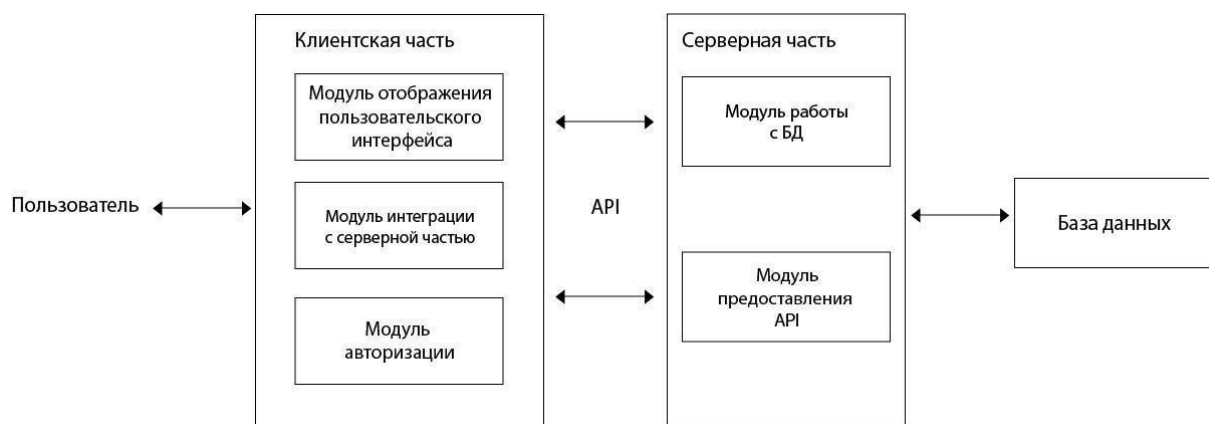 Клиентская часть
Модуль отображения
пользовательского
интерфейса
Модуль интеграции
с серверной частью
Модуль
авторизации
Пользователь
API
Серверная часть
Модуль работы
с БД
Модуль
предоставления
API
База данных